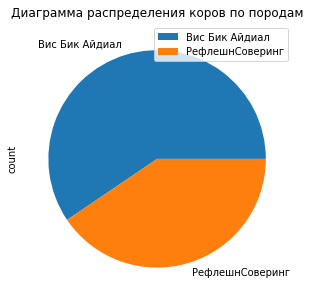 Диаграмма распределения коров по породам
Вис Бик Айдиал
Вис Бик Айдиал
РефлешнСоверинг
count
РефлешнСоверинг